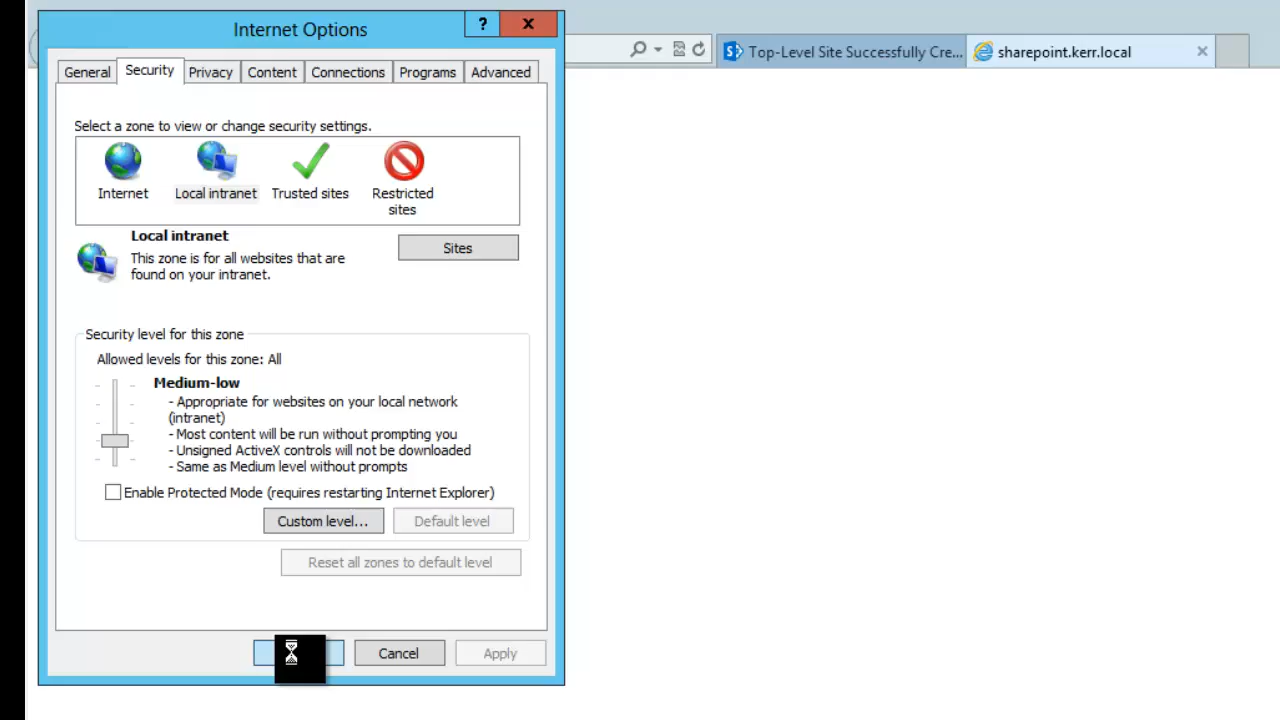 Internet Options
?
x
Top-Level Site Successfully Cre...
sharepoint.kerr.local
General
Security
Privacy
Content
Connections
Programs
Advanced
Select a zone to view or change security settings.
Internet
Local intranet
Trusted sites
Restricted
sites
Local intranet
This zone is for all websites that are
found on your intranet.
Sites
Security level for this zone
Allowed levels for this zone: All
Medium-low
- Appropriate for websites on your local network
(intranet)
- Most content will be run without prompting you
- Unsigned ActiveX controls will not be downloaded
- Same as Medium level without prompts
Enable Protected Mode (requires restarting Internet Explorer)
Custom level...
Default level
Reset all zones to default level
Cancel
Apply